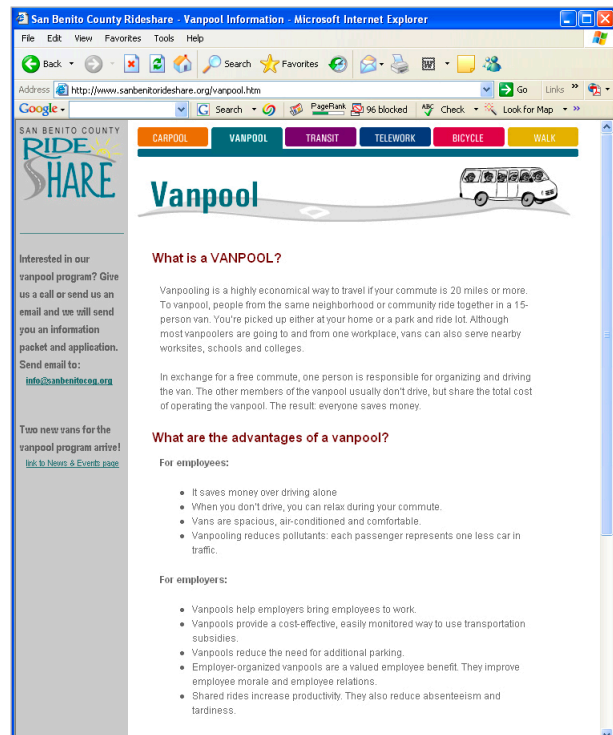 San Benito County Rideshare - Vanpool Information - Microsoft Internet Explorer
File Edit View Favorites Tools Help
Back Search Favorites
Address http://www.sanbenitorideshare.org/vanpool.htm Go Links »
Google Search PageRank 96 blocked ABC Check Look for Map »
SAN BENITO COUNTY
RIDE
SHARE
CARPOOL VANPOOL TRANSIT TELEWORK BICYCLE WALK
Vanpool
Interested in our
vanpool program? Give
us a call or send us an
email and we will send
you an information
packet and application.
Send email to:
info@sanbenitocog.org
Two new vans for the
vanpool program arrive!
link to News & Events page
What is a VANPOOL?
Vanpooling is a highly economical way to travel if your commute is 20 miles or more.
To vanpool, people from the same neighborhood or community ride together in a 15-
person van. You're picked up either at your home or a park and ride lot. Although
most vanpoolers are going to and from one workplace, vans can also serve nearby
worksites, schools and colleges.
In exchange for a free commute, one person is responsible for organizing and driving
the van. The other members of the vanpool usually don't drive, but share the total cost
of operating the vanpool. The result: everyone saves money.
What are the advantages of a vanpool?
For employees:
• It saves money over driving alone
• When you don't drive, you can relax during your commute.
• Vans are spacious, air-conditioned and comfortable.
• Vanpooling reduces pollutants: each passenger represents one less car in
traffic.
For employers:
• Vanpools help employers bring employees to work.
• Vanpools provide a cost-effective, easily monitored way to use transportation
subsidies.
• Vanpools reduce the need for additional parking.
• Employer-organized vanpools are a valued employee benefit. They improve
employee morale and employee relations.
• Shared rides increase productivity. They also reduce absenteeism and
tardiness.